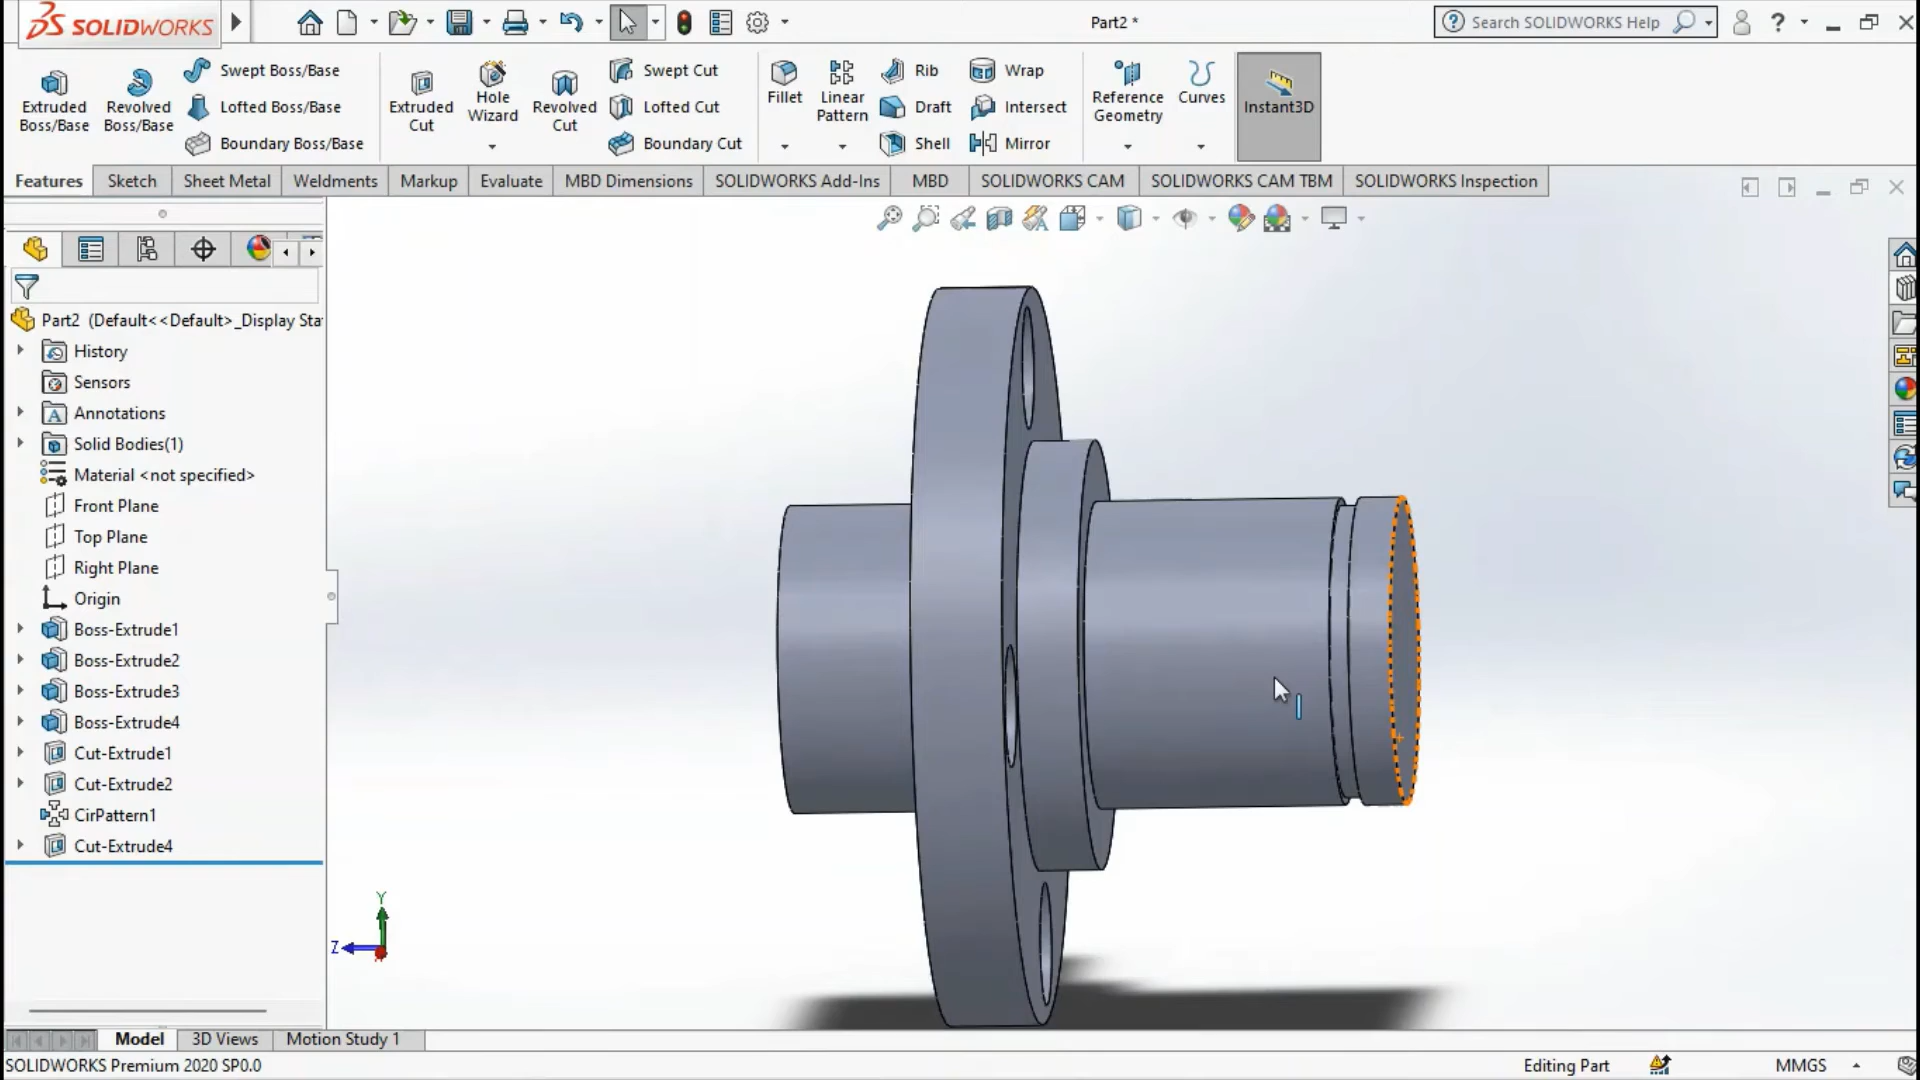 SOLIDWORKS
Part2 *
Search SOLIDWORKS Help
Extruded Boss/Base
Revolved Boss/Base
Swept Boss/Base
Lofted Boss/Base
Boundary Boss/Base
Extruded Cut
Hole Wizard
Revolved Cut
Swept Cut
Lofted Cut
Boundary Cut
Fillet
Linear Pattern
Rib
Draft
Shell
Wrap
Intersect
Mirror
Reference Geometry
Curves
Instant3D
Features
Sketch
Sheet Metal
Weldments
Markup
Evaluate
MBD Dimensions
SOLIDWORKS Add-Ins
MBD
SOLIDWORKS CAM
SOLIDWORKS CAM TBM
SOLIDWORKS Inspection
Part2 (Default<<Default>_Display Sta
History
Sensors
Annotations
Solid Bodies(1)
Material <not specified>
Front Plane
Top Plane
Right Plane
Origin
Boss-Extrude1
Boss-Extrude2
Boss-Extrude3
Boss-Extrude4
Cut-Extrude1
Cut-Extrude2
CirPattern1
Cut-Extrude4
Y
Z
Model
3D Views
Motion Study 1
SOLIDWORKS Premium 2020 SP0.0
Editing Part
MMGS